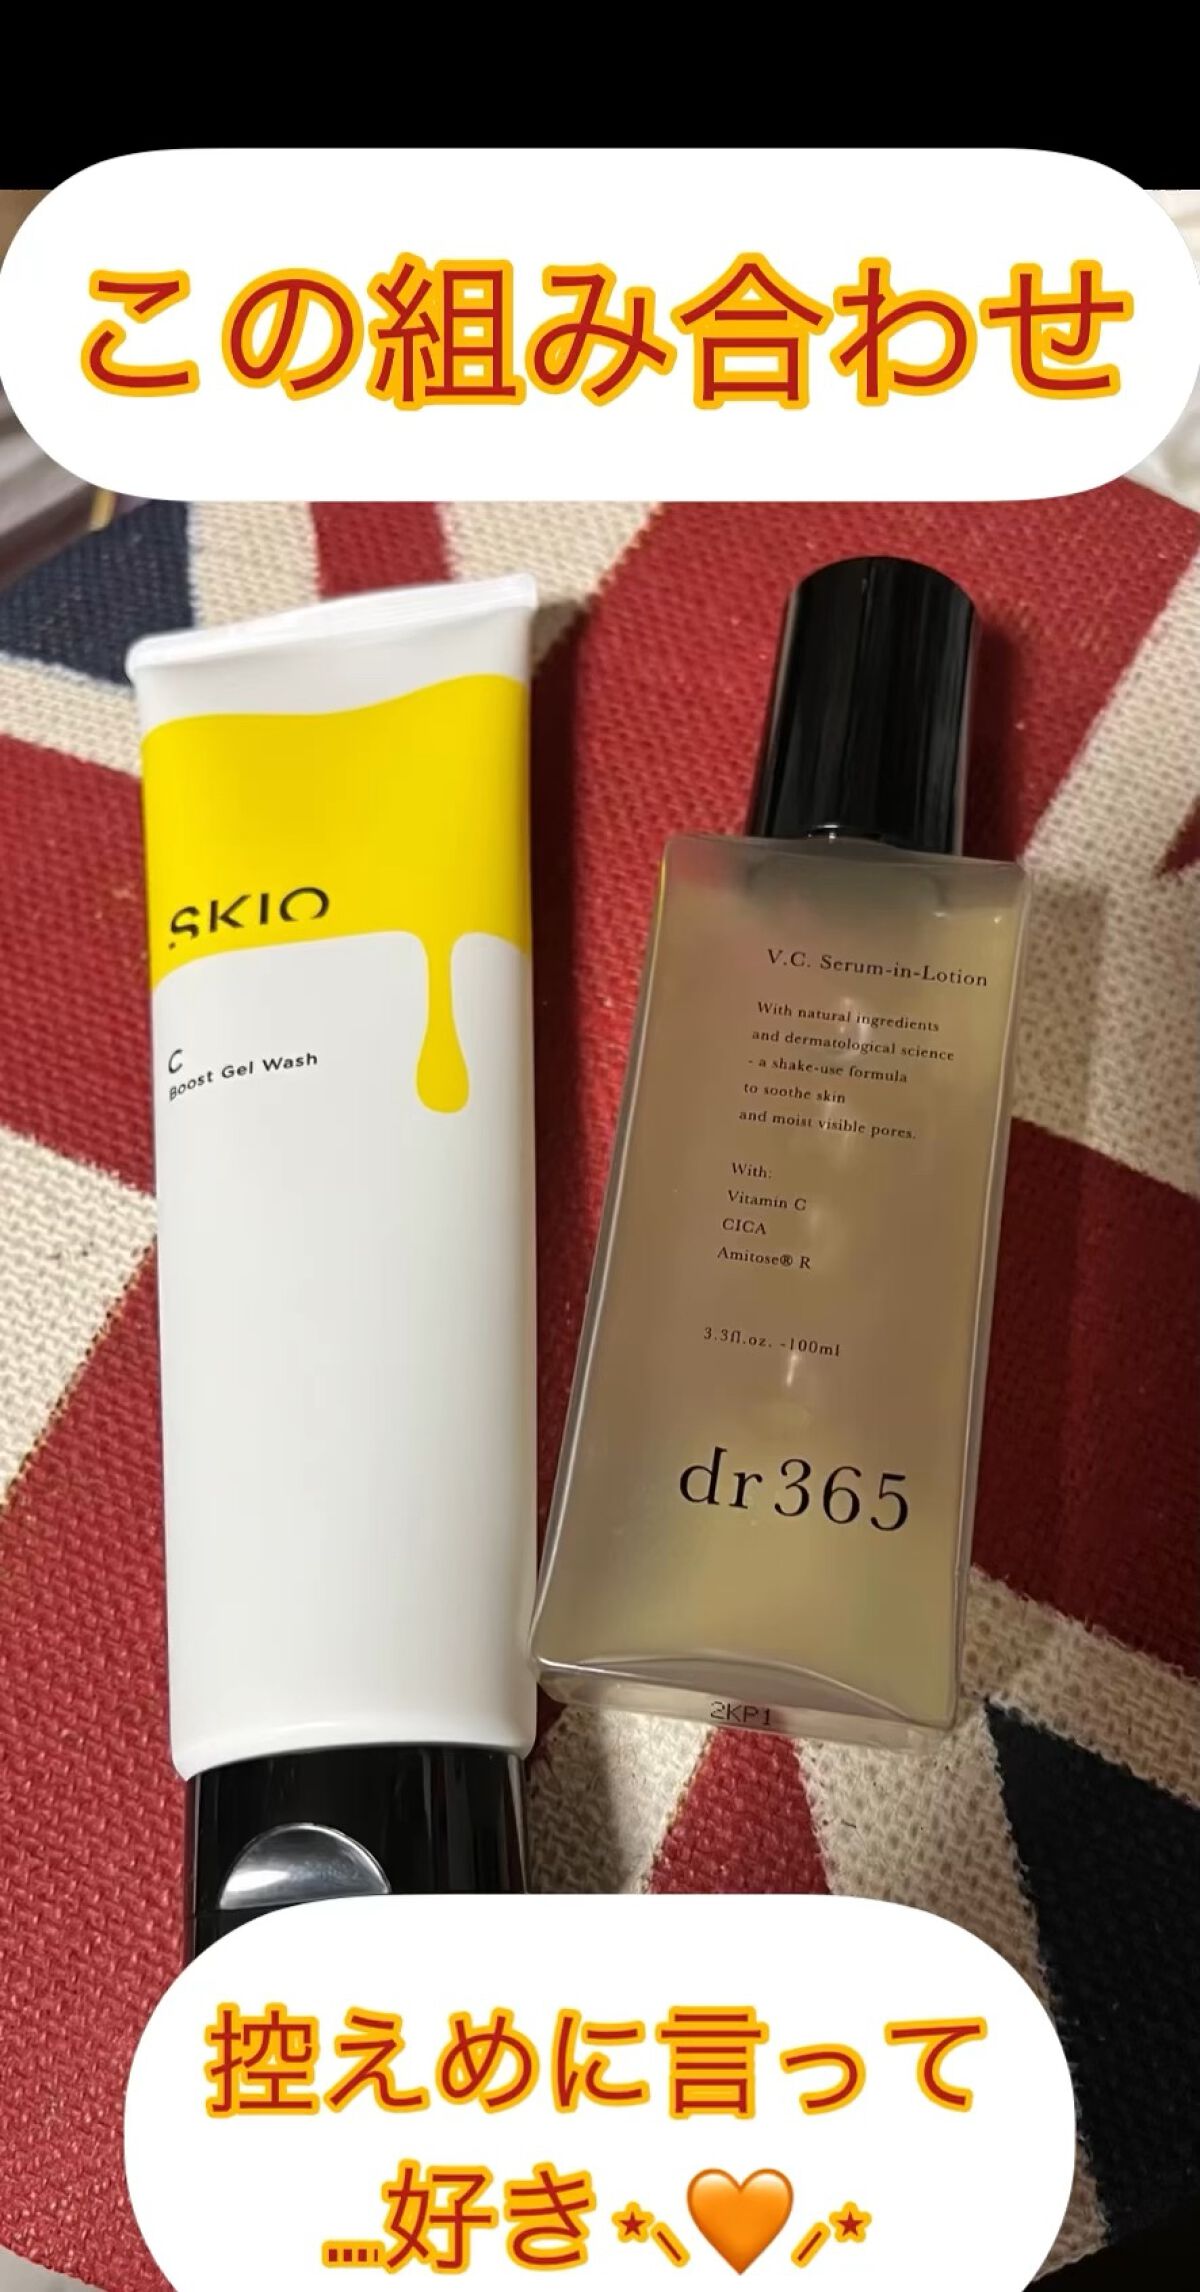 この組み合わせ
SKIO
C
Boost Gel Wash
V.C. Serum-in-Lotion
With natural ingredients
and dermatological science
- a shake-use formula
to soothe skin
and moist visible pores.
With:
Vitamin C
CICA
Amitose® R
3.3fl.oz. -100ml
dr365
2KP1
控えめに言って
....好き⋆⸜🧡⸝⋆